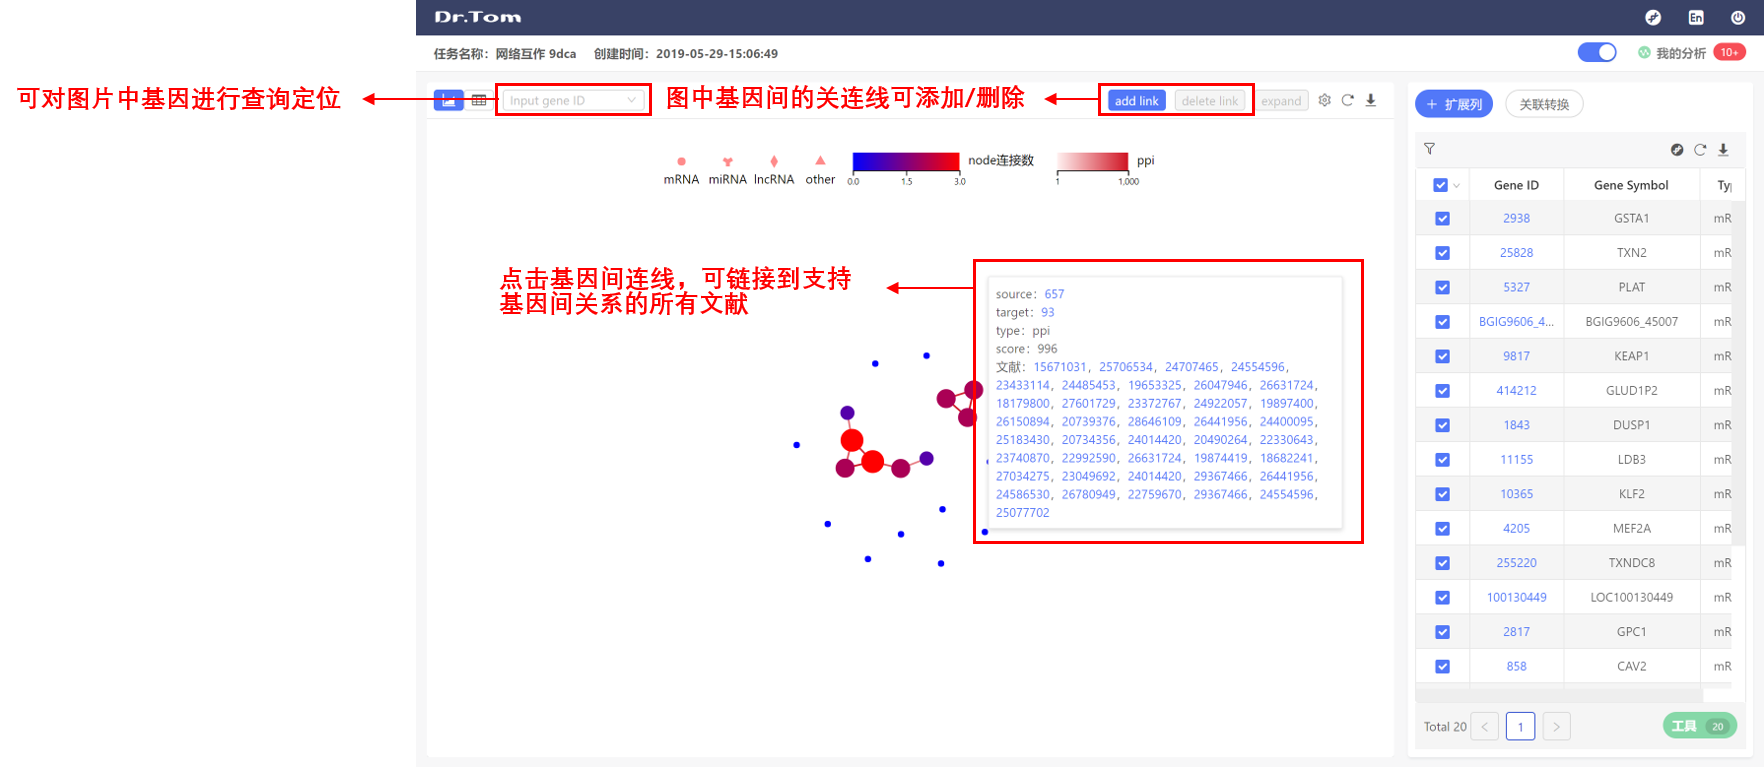 Dr.Tom
En
任务名称：网络互作 9dca 创建时间：2019-05-29-15:06:49
我的分析 10+
可对图片中基因进行查询定位
Input gene ID
图中基因间的关连线可添加/删除
add link
delete link
expand
mRNA miRNA lncRNA other
0.0 1.5 3.0
node连接数
1 1,000
ppi
点击基因间连线，可链接到支持
基因间关系的所有文献
source：657
target：93
type：ppi
score：996
文献：15671031，25706534，24707465，24554596，
23433114，24485453，19653325，26047946，26631724，
18179800，27601729，23372767，24922057，19897400，
26150894，20739376，28646109，26441956，24400095，
25183430，20734356，24014420，20490264，22330643，
23740870，22992590，26631724，19874419，18682241，
27034275，23049692，24014420，29367466，26441956，
24586530，26780949，22759670，29367466，24554596，
25077702
+ 扩展列 关联转换
Gene ID Gene Symbol Ty
2938 GSTA1 mR
25828 TXN2 mR
5327 PLAT mR
BGIG9606_4... BGIG9606_45007 mR
9817 KEAP1 mR
414212 GLUD1P2 mR
1843 DUSP1 mR
11155 LDB3 mR
10365 KLF2 mR
4205 MEF2A mR
255220 TXNDC8 mR
100130449 LOC100130449 mR
2817 GPC1 mR
858 CAV2 mR
Total 20 < 1 >
工具 20